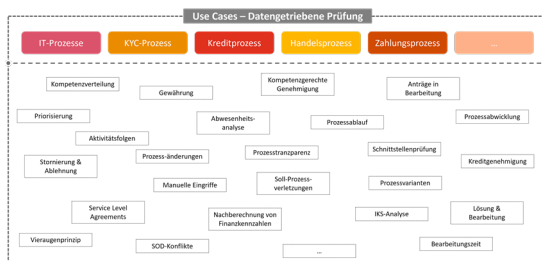 Use Cases – Datengetriebene Prüfung
IT-Prozesse
KYC-Prozess
Kreditprozess
Handelsprozess
Zahlungsprozess
...
Kompetenzverteilung
Gewährung
Kompetenzgerechte
Genehmigung
Anträge in
Bearbeitung
Priorisierung
Abwesenheits-
analyse
Prozessablauf
Prozessabwicklung
Aktivitätsfolgen
Stornierung &
Ablehnung
Prozess-änderungen
Prozesstranzparenz
Schnittstellenprüfung
Kreditgenehmigung
Manuelle Eingriffe
Soll-Prozess-
verletzungen
Prozessvarianten
Service Level
Agreements
Nachberechnung von
Finanzkennzahlen
IKS-Analyse
Lösung &
Bearbeitung
Vieraugenprinzip
SOD-Konflikte
...
Bearbeitungszeit